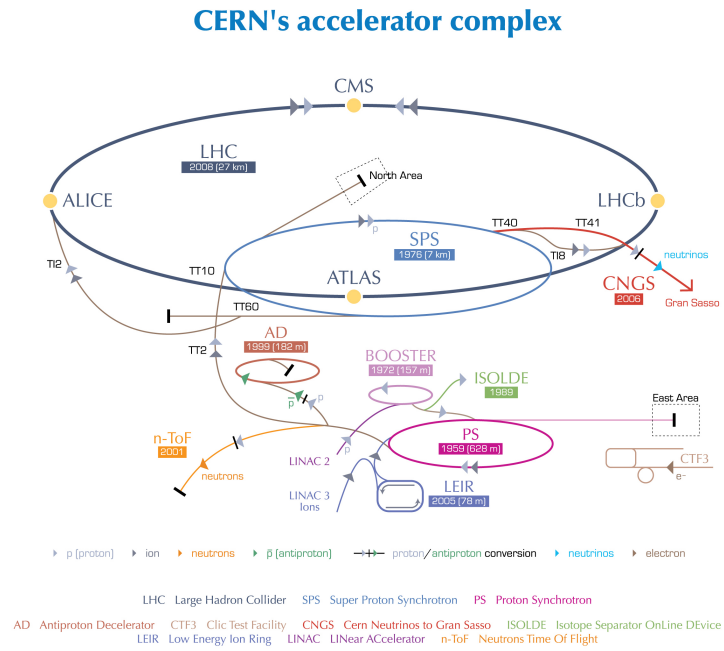 CERN's accelerator complex
CMS
LHC
2008 (27 km)
North Area
ALICE
LHCb
p
TT40
TT41
SPS
1976 (7 km)
TI2
TT10
TI8
neutrinos
ATLAS
CNGS
2006
Gran Sasso
TT60
AD
1999 (182 m)
TT2
BOOSTER
1972 (157 m)
ISOLDE
1989
p̅
p
East Area
n-ToF
2001
PS
1959 (628 m)
p
LINAC 2
neutrons
CTF3
e-
LEIR
2005 (78 m)
LINAC 3
Ions
p (proton)
ion
neutrons
p̅ (antiproton)
proton/antiproton conversion
neutrinos
electron
LHC Large Hadron Collider SPS Super Proton Synchrotron PS Proton Synchrotron
AD Antiproton Decelerator CTF3 Clic Test Facility CNGS Cern Neutrinos to Gran Sasso ISOLDE Isotope Separator OnLine DEvice
LEIR Low Energy Ion Ring LINAC LINear ACcelerator n-ToF Neutrons Time Of Flight